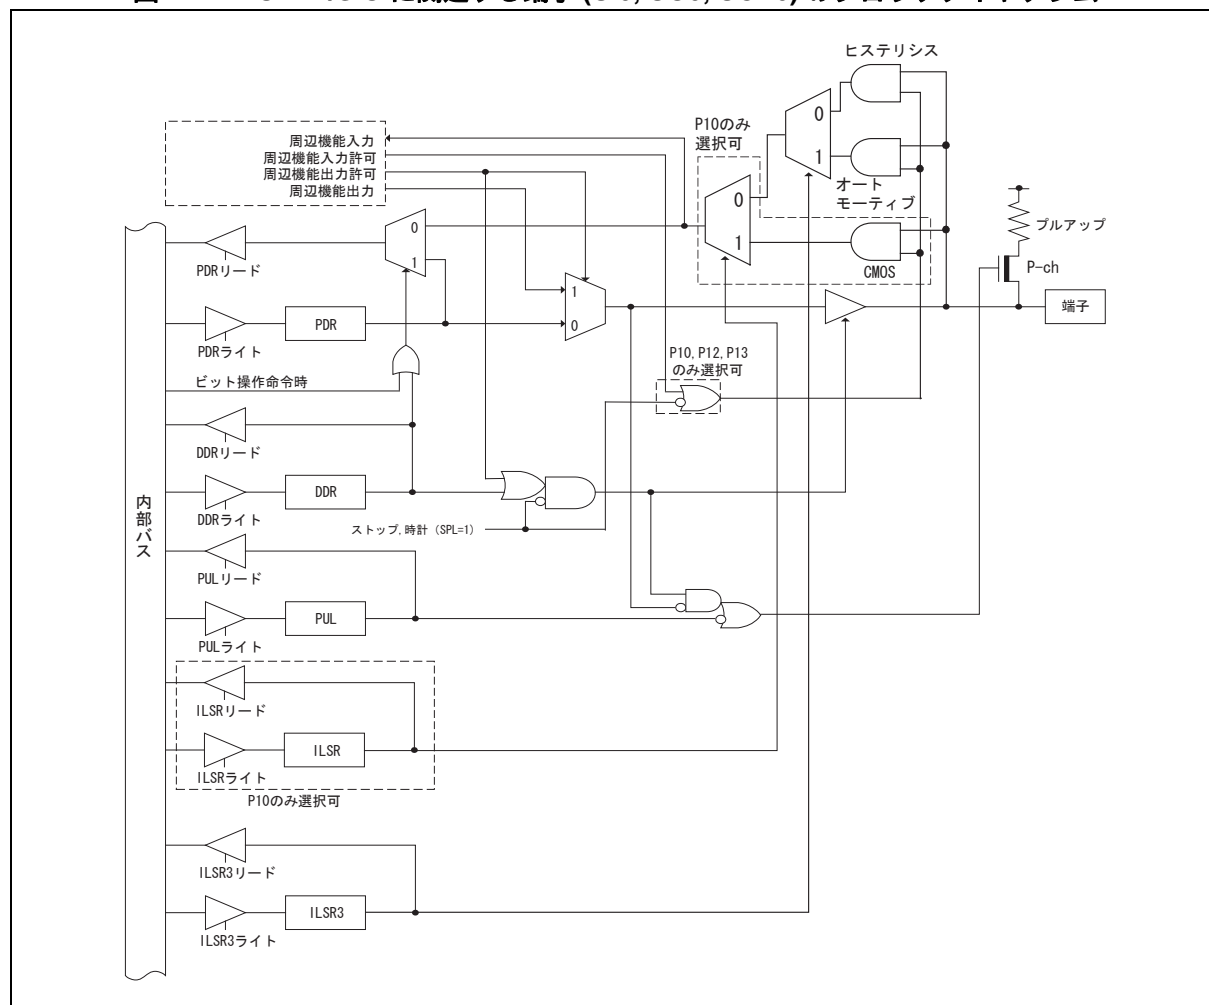 ヒステリシス
0
1
P10のみ
選択可
オート
モーティブ
周辺機能入力
周辺機能入力許可
周辺機能出力許可
周辺機能出力
0
1
CMOS
プルアップ
P-ch
端子
0
1
PDRリード
1
0
PDR
PDRライト
ビット操作命令時
P10, P12, P13
のみ選択可
DDRリード
DDR
DDRライト
内部バス
ストップ, 時計 (SPL=1)
PULリード
PUL
PULライト
ILSRリード
ILSR
ILSRライト
P10のみ選択可
ILSR3リード
ILSR3
ILSR3ライト